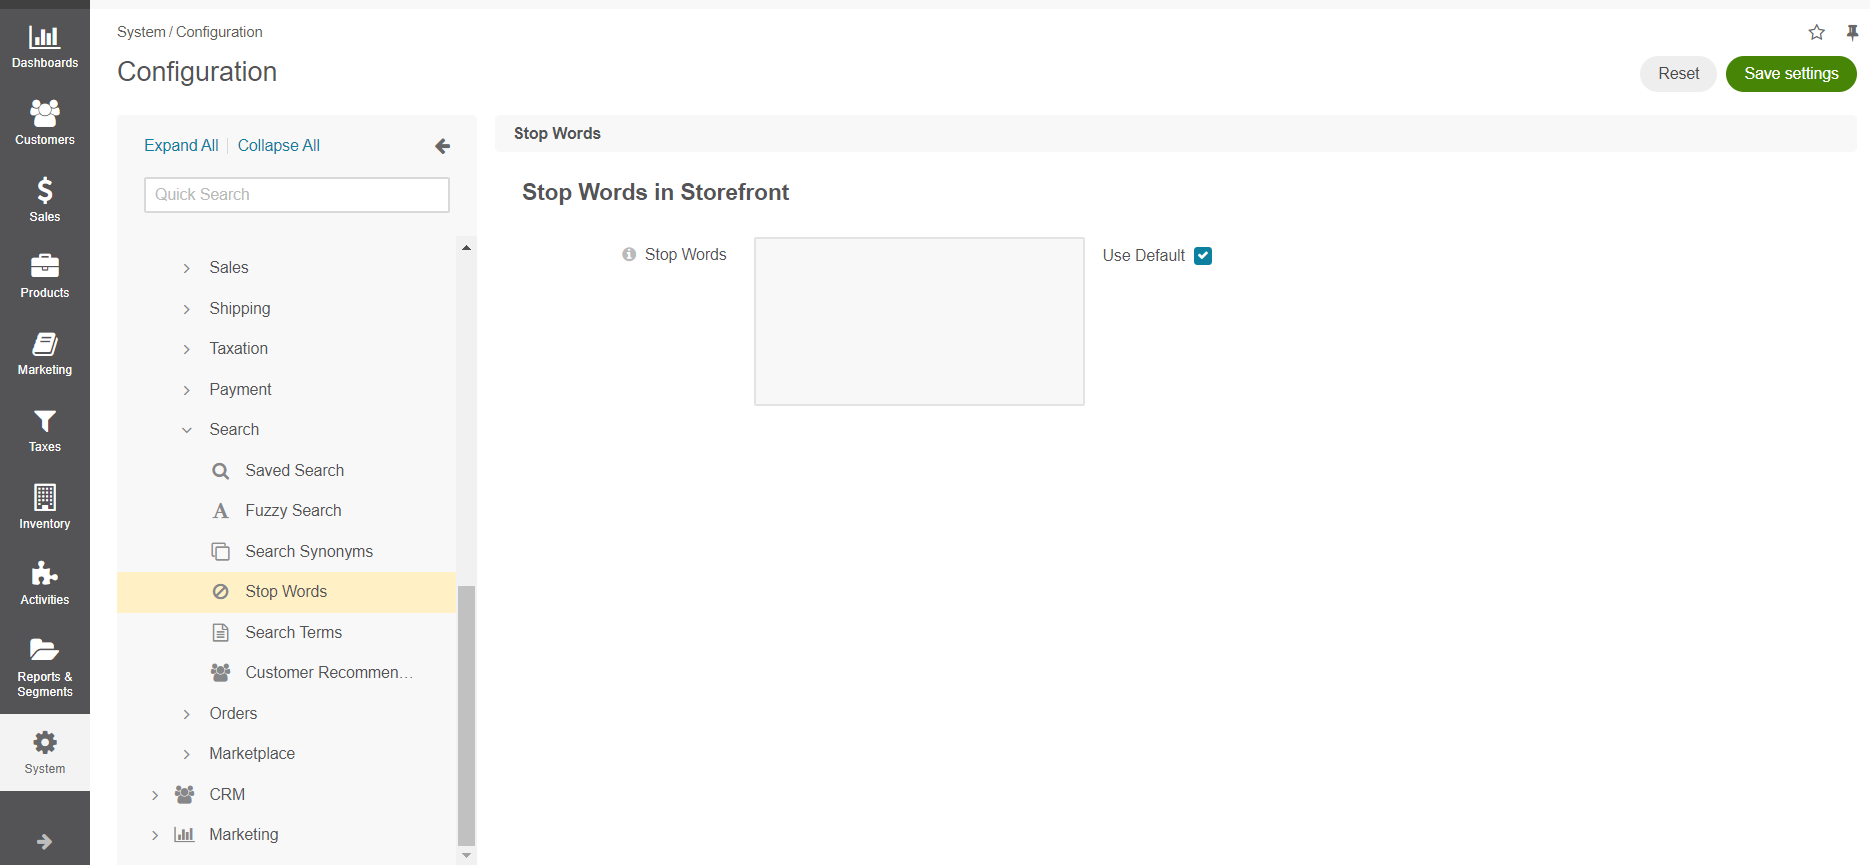 Dashboards
Customers
Sales
Products
Marketing
Taxes
Inventory
Activities
Reports &
Segments
System
System / Configuration
Configuration
Reset
Save settings
Expand All
Collapse All
Quick Search
Sales
Shipping
Taxation
Payment
Search
Saved Search
Fuzzy Search
Search Synonyms
Stop Words
Search Terms
Customer Recommen…
Orders
Marketplace
CRM
Marketing
Stop Words
Stop Words in Storefront
Stop Words
Use Default